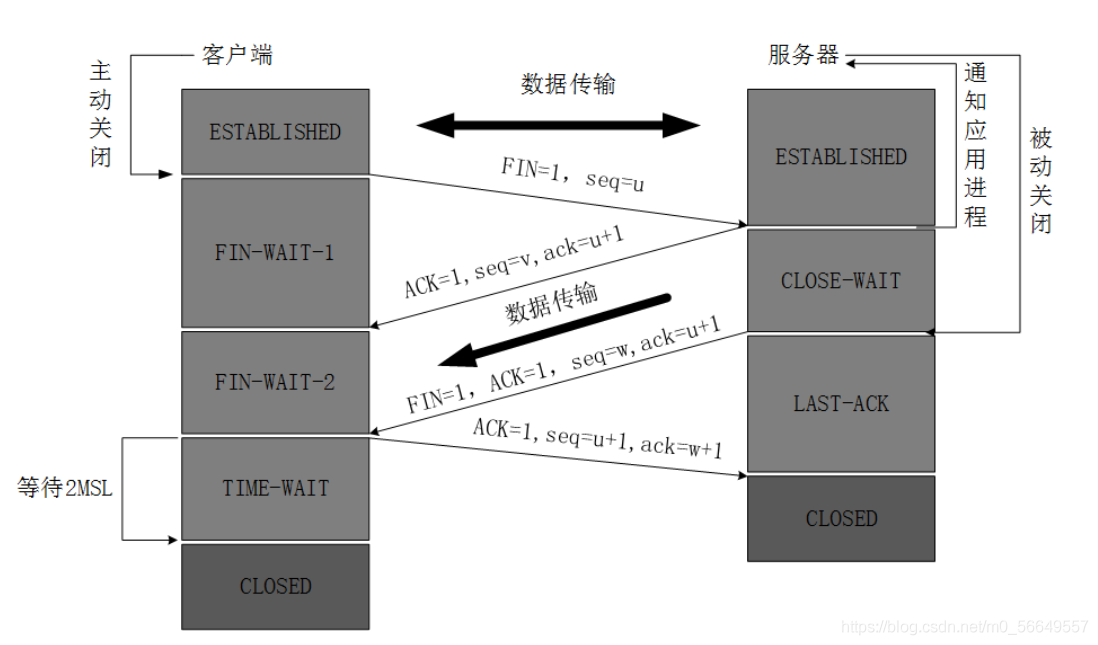 客户端
服务器
主动关闭
数据传输
通知应用进程
被动关闭
ESTABLISHED
ESTABLISHED
FIN=1, seq=u
FIN-WAIT-1
ACK=1,seq=v,ack=u+1
CLOSE-WAIT
数据传输
FIN-WAIT-2
FIN=1, ACK=1, seq=w,ack=u+1
LAST-ACK
ACK=1,seq=u+1,ack=w+1
等待2MSL
TIME-WAIT
CLOSED
CLOSED
https://blog.csdn.net/m0_56649557